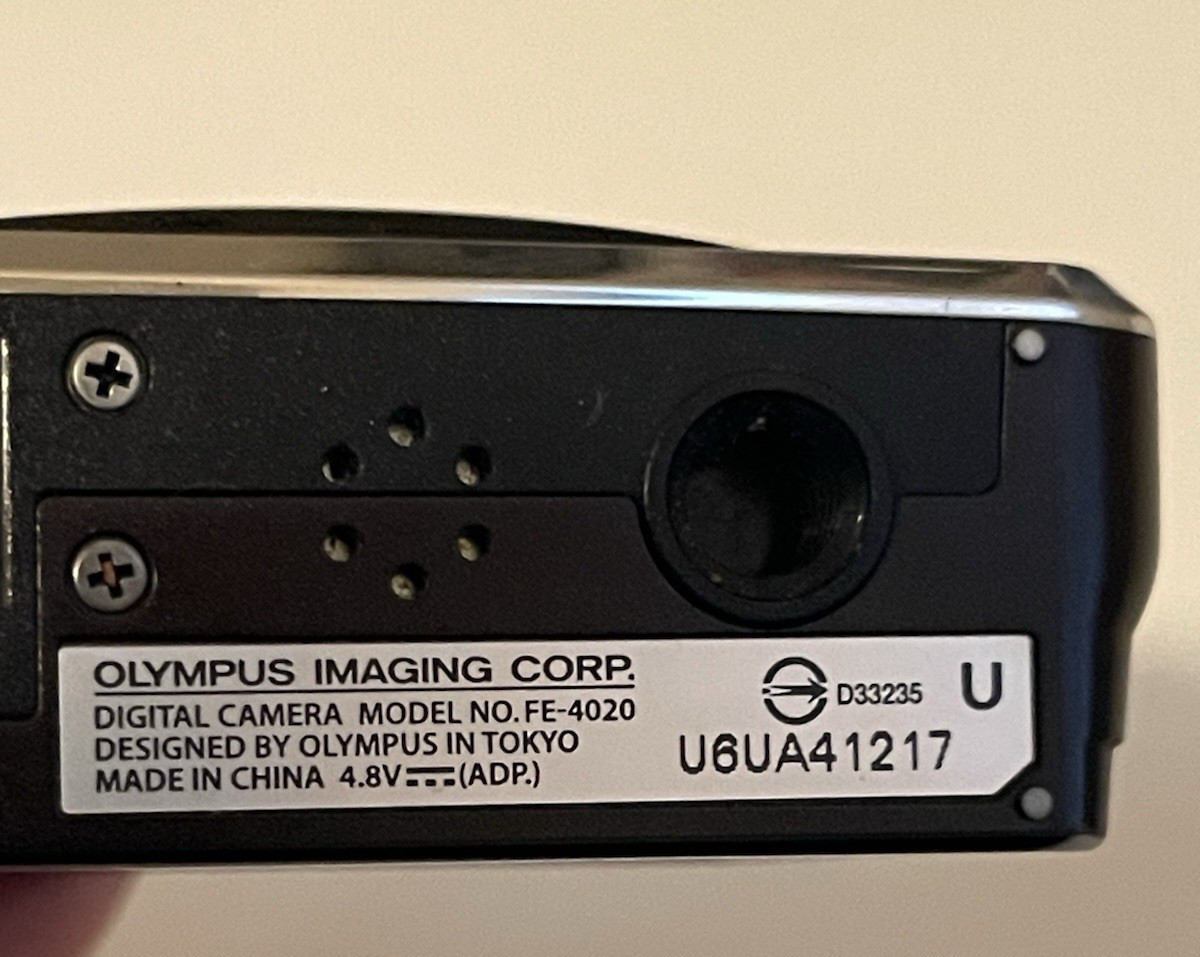 OLYMPUS IMAGING CORP.
DIGITAL CAMERA MODEL NO. FE-4020
DESIGNED BY OLYMPUS IN TOKYO
MADE IN CHINA 4.8V⎓(ADP.)
D33235
U
U6UA41217